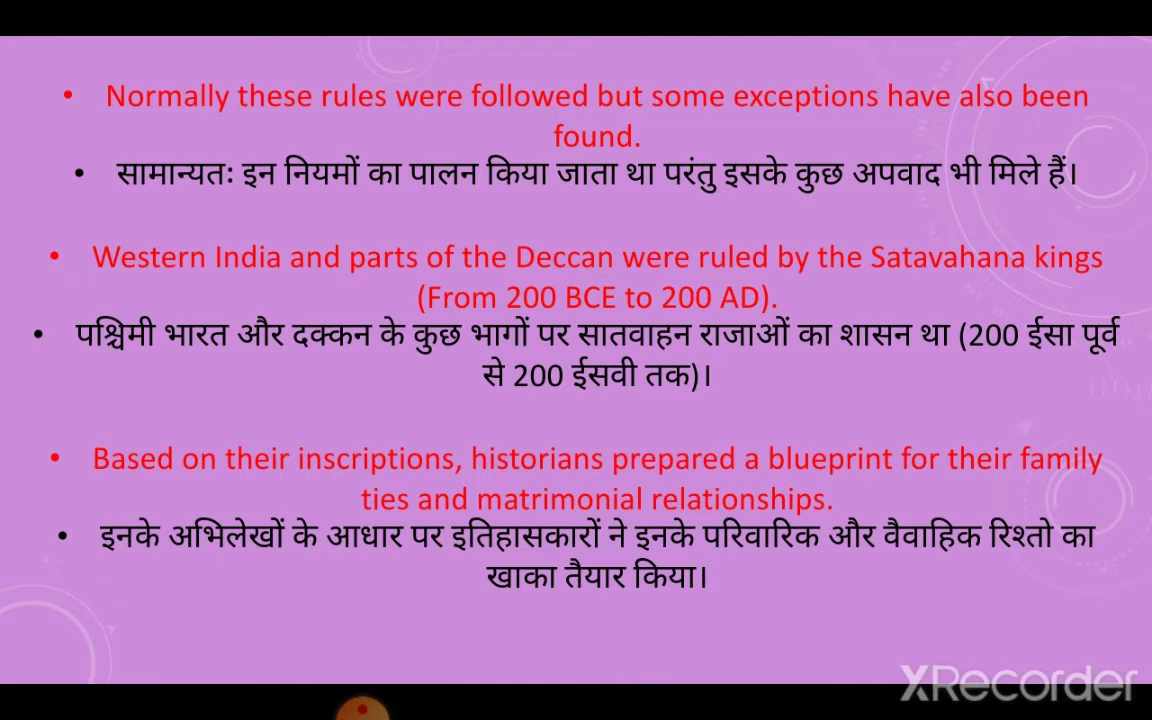 • Normally these rules were followed but some exceptions have also been
found.
• सामान्यतः इन नियमों का पालन किया जाता था परंतु इसके कुछ अपवाद भी मिले हैं।
• Western India and parts of the Deccan were ruled by the Satavahana kings
(From 200 BCE to 200 AD).
• पश्चिमी भारत और दक्कन के कुछ भागों पर सातवाहन राजाओं का शासन था (200 ईसा पूर्व
से 200 ईसवी तक)।
• Based on their inscriptions, historians prepared a blueprint for their family
ties and matrimonial relationships.
• इनके अभिलेखों के आधार पर इतिहासकारों ने इनके परिवारिक और वैवाहिक रिश्तो का
खाका तैयार किया।
XRecorder